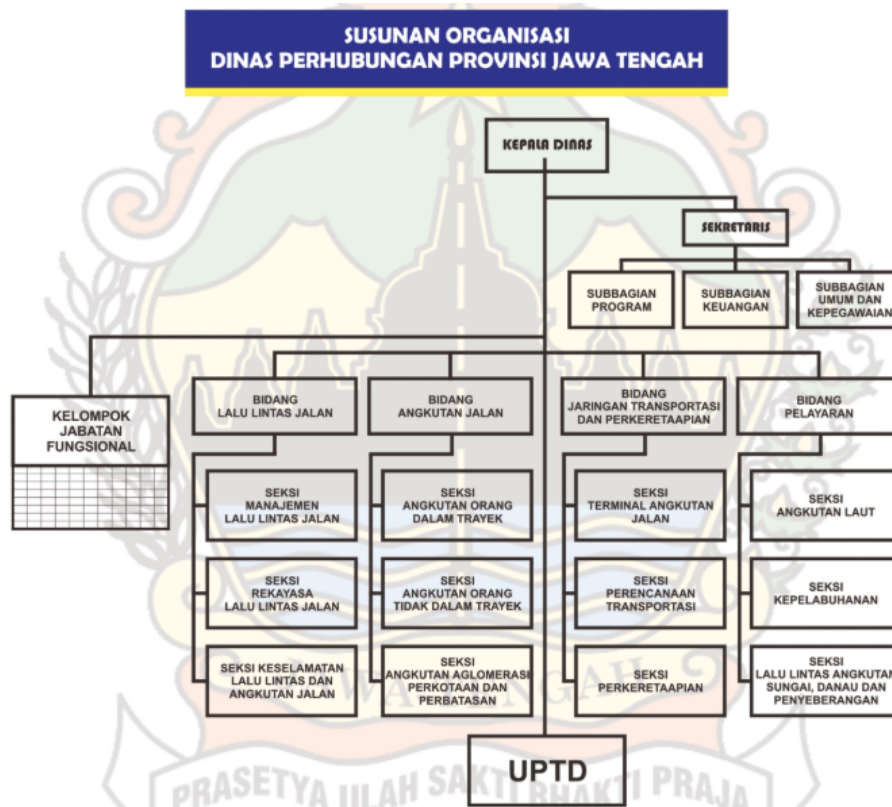 SUSUNAN ORGANISASI
DINAS PERHUBUNGAN PROVINSI JAWA TENGAH
KEPALA DINAS
SEKRETARIS
SUBBAGIAN
PROGRAM
SUBBAGIAN
KEUANGAN
SUBBAGIAN
UMUM DAN
KEPEGAWAIAN
KELOMPOK
JABATAN
FUNGSIONAL
BIDANG
LALU LINTAS JALAN
BIDANG
ANGKUTAN JALAN
BIDANG
JARINGAN TRANSPORTASI
DAN PERKERETAAPIAN
BIDANG
PELAYARAN
SEKSI
MANAJEMEN
LALU LINTAS JALAN
SEKSI
ANGKUTAN ORANG
DALAM TRAYEK
SEKSI
TERMINAL ANGKUTAN
JALAN
SEKSI
ANGKUTAN LAUT
SEKSI
REKAYASA
LALU LINTAS JALAN
SEKSI
ANGKUTAN ORANG
TIDAK DALAM TRAYEK
SEKSI
PERENCANAAN
TRANSPORTASI
SEKSI
KEPELABUHANAN
SEKSI KESELAMATAN
LALU LINTAS DAN
ANGKUTAN JALAN
SEKSI
ANGKUTAN AGLOMERASI
PERKOTAAN DAN
PERBATASAN
SEKSI
PERKERETAAPIAN
SEKSI
LALU LINTAS ANGKUTAN
SUNGAI, DANAU DAN
PENYEBERANGAN
UPTD
PRASETYA ULAH SAKTI BHAKTI PRAJA